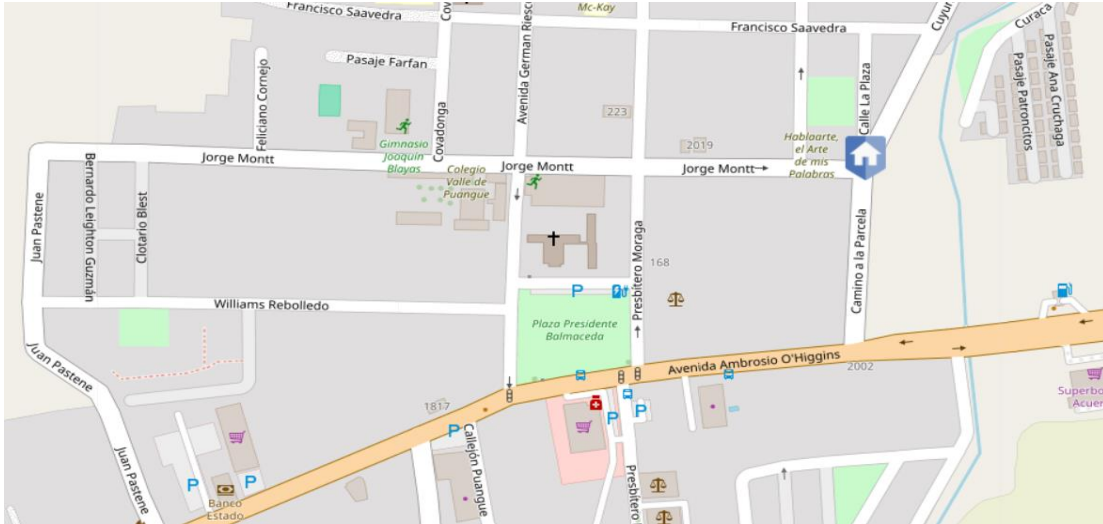 Francisco Saavedra
Cov
Avenida German Riesco
Mc-Kay
Francisco Saavedra
Cuyun
Curaca
Pasaje Farfan
Feliciano Cornejo
Covadonga
223
2019
Calle La Plaza
Pasaje Patroncitos
Pasaje Ana Cruchaga
Gimnasio
Joaquín
Blayas
Hablaarte,
el Arte
de mis
Palabras
Jorge Montt
Jorge Montt
Jorge Montt
Colegio
Valle de
Puangue
Juan Pastene
Bernardo Leighton Guzmán
Clotario Blest
Presbítero Moraga
168
Camino a la Parcela
P
Williams Rebolledo
Plaza Presidente
Balmaceda
Juan Pastene
Avenida Ambrosio O'Higgins
2002
Superbo
Acuen
1817
P
P
P
Callejón Puangue
Juan Pastene
Presbítero
P
P
Banco
Estado